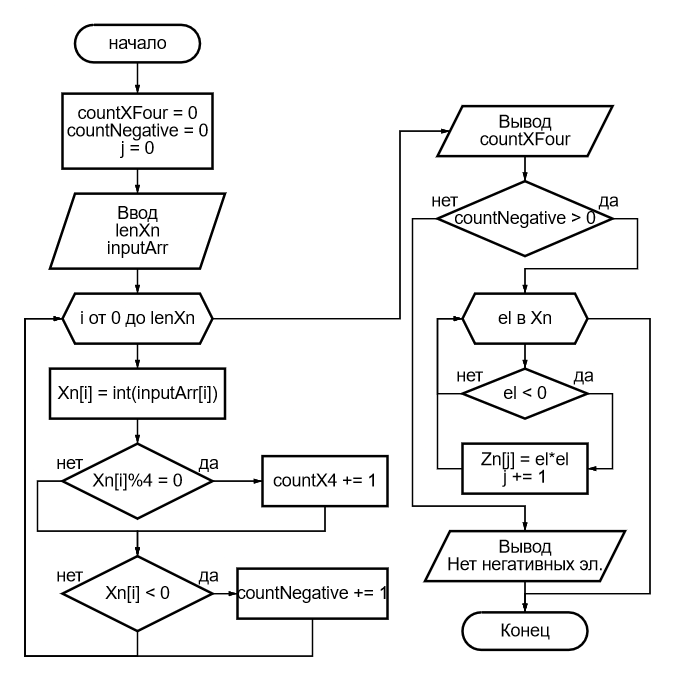 начало
countXFour = 0
countNegative = 0
j = 0
Ввод
lenXn
inputArr
i от 0 до lenXn
Xn[i] = int(inputArr[i])
нет
да
Xn[i]%4 = 0
countX4 += 1
нет
да
Xn[i] < 0
countNegative += 1
Вывод
countXFour
нет
да
countNegative > 0
el в Xn
нет
да
el < 0
Zn[j] = el*el
j += 1
Вывод
Нет негативных эл.
Конец